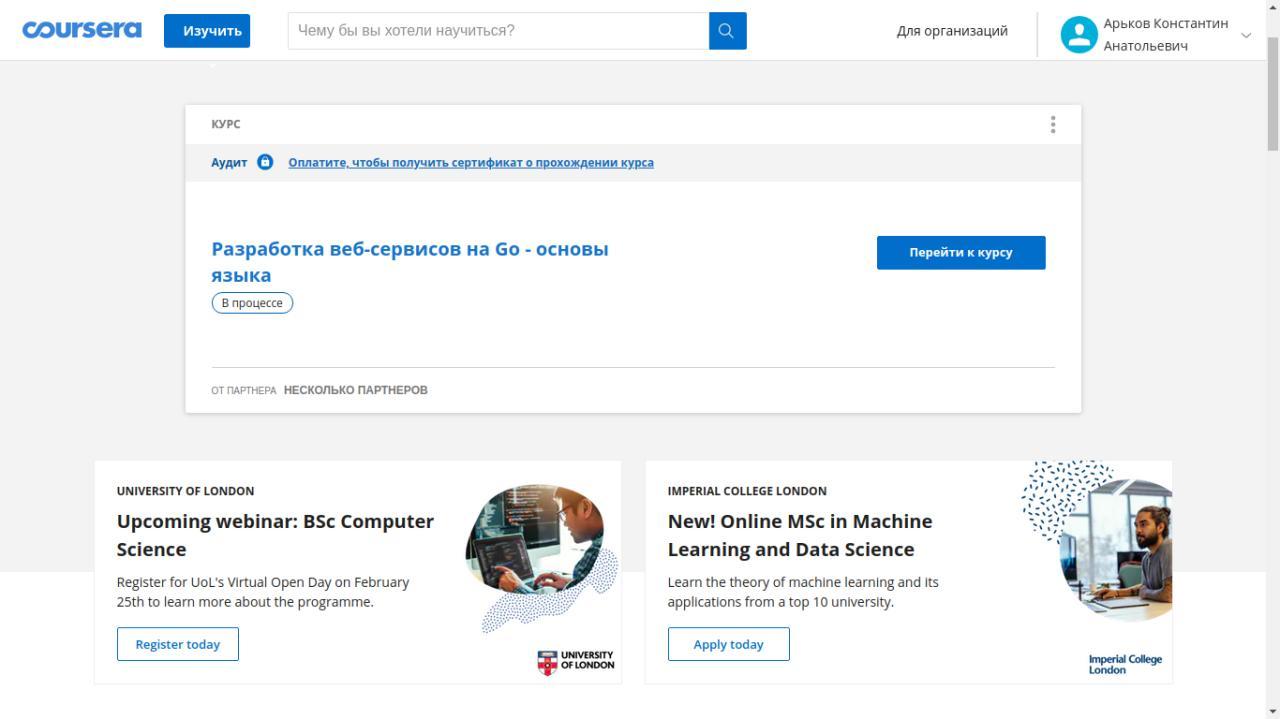 coursera
Изучить
Чему бы вы хотели научиться?
Для организаций
Арьков Константин
Анатольевич
КУРС
Аудит
Оплатите, чтобы получить сертификат о прохождении курса
Разработка веб-сервисов на Go - основы
языка
Перейти к курсу
В процессе
ОТ ПАРТНЕРА НЕСКОЛЬКО ПАРТНЕРОВ
UNIVERSITY OF LONDON
Upcoming webinar: BSc Computer
Science
Register for UoL's Virtual Open Day on February
25th to learn more about the programme.
Register today
UNIVERSITY
OF LONDON
IMPERIAL COLLEGE LONDON
New! Online MSc in Machine
Learning and Data Science
Learn the theory of machine learning and its
applications from a top 10 university.
Apply today
Imperial College
London